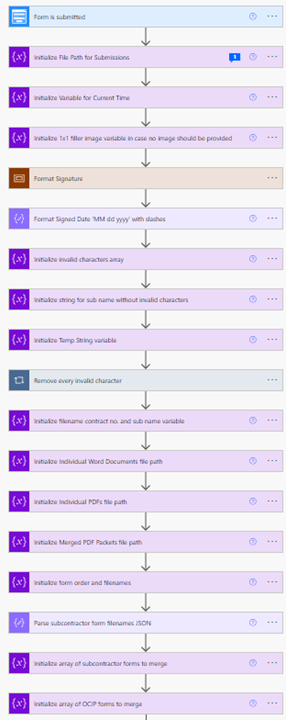 Form is submitted
Initialize File Path for Submissions
1
Initialize Variable for Current Time
Initialize 1x1 filler image variable in case no image should be provided
Format Signature
Format Signed Date 'MM dd yyyy' with dashes
Initialize invalid characters array
Initialize string for sub name without invalid characters
Initialize Temp String variable
Remove every invalid character
Initialize filename contract no. and sub name variable
Initialize Individual Word Documents file path
Initialize Individual PDFs file path
Initialize Merged PDF Packets file path
Initialize form order and filenames
Parse subcontractor form filenames JSON
Initialize array of subcontractor forms to merge
Initialize array of OCIP forms to merge